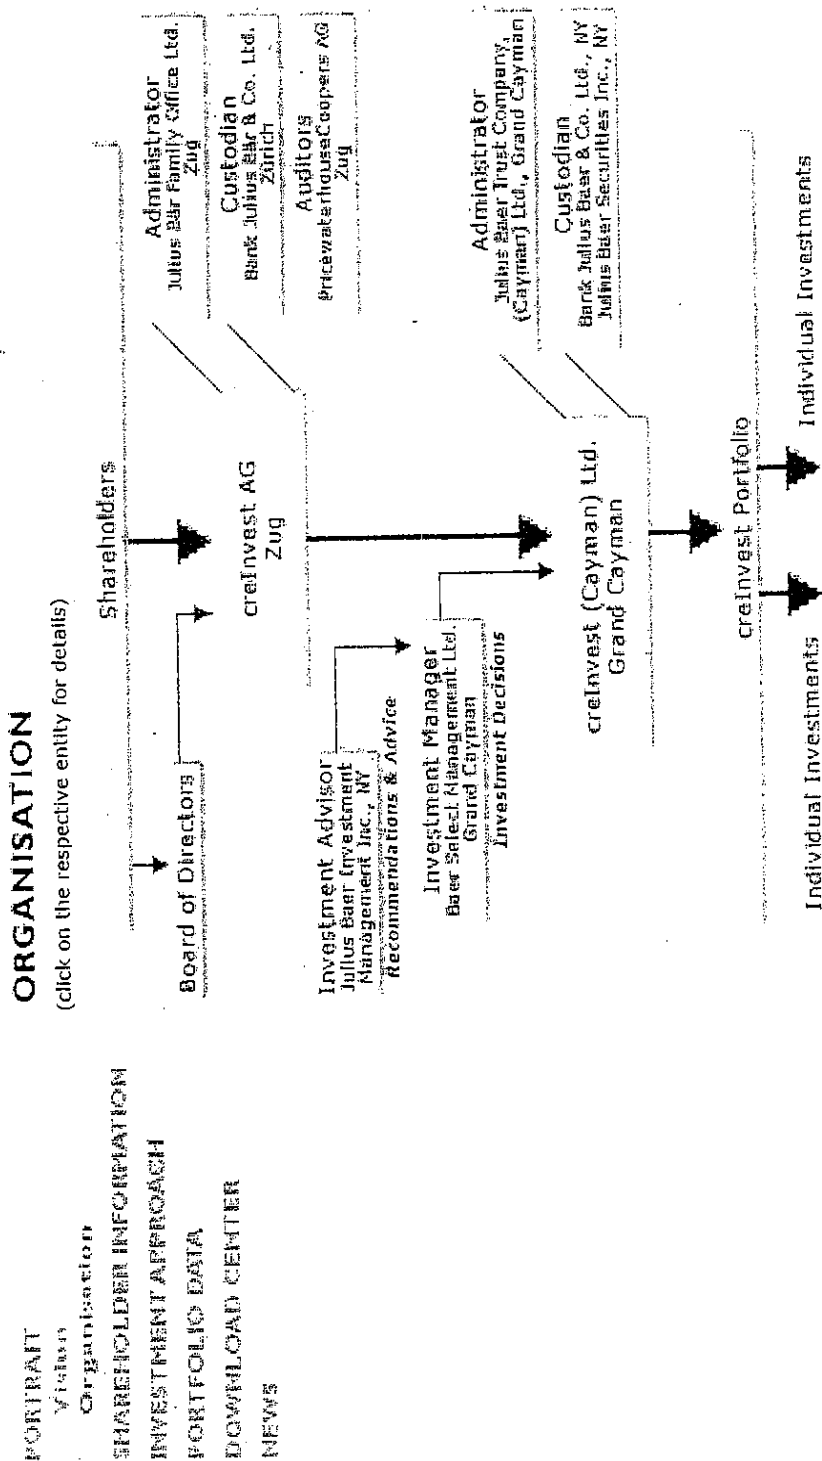 PORTRAIT
Vision
Organisation
SHAREHOLDER INFORMATION
INVESTMENT APPROACH
PORTFOLIO DATA
DOWNLOAD CENTER
NEWS
ORGANISATION
(click on the respective entity for details)
Shareholders
Board of Directors
creInvest AG
Zug
Administrator
Julius Bär Family Office Ltd.
Zug
Custodian
Bank Julius Bär & Co. Ltd.
Zürich
Auditors
PricewaterhouseCoopers AG
Zug
Investment Advisor
Julius Baer Investment
Management Inc., NY
Recommendations & Advice
Investment Manager
Baer Select Management Ltd.
Grand Cayman
Investment Decisions
creInvest (Cayman) Ltd.
Grand Cayman
Administrator
Julius Baer Trust Company,
(Cayman) Ltd., Grand Cayman
Custodian
Bank Julius Baer & Co. Ltd., NY
Julius Baer Securities Inc., NY
creInvest Portfolio
Individual Investments
Individual Investments